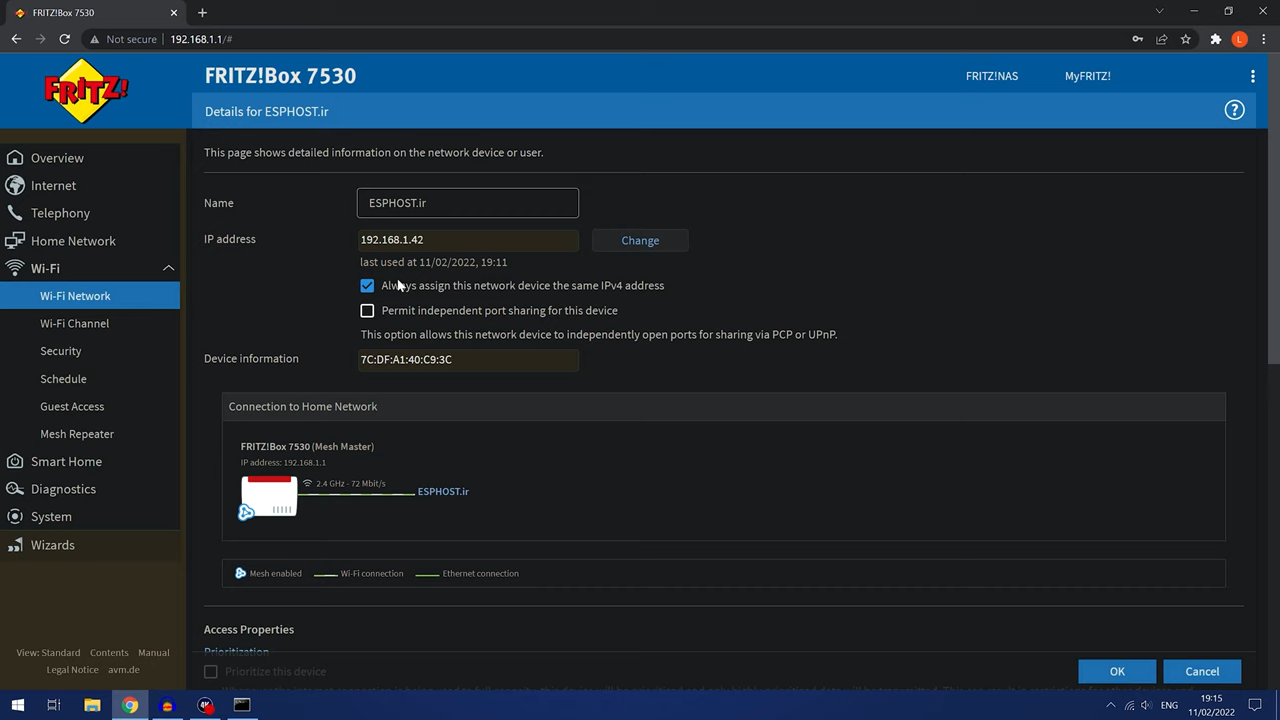 FRITZ!Box 7530
Not secure
192.168.1.1/#
L
FRITZ!
FRITZ!Box 7530
FRITZ!NAS
MyFRITZ!
Details for ESPHOST.ir
?
Overview
Internet
Telephony
Home Network
Wi-Fi
Wi-Fi Network
Wi-Fi Channel
Security
Schedule
Guest Access
Mesh Repeater
Smart Home
Diagnostics
System
Wizards
View: Standard Contents Manual
Legal Notice avm.de
This page shows detailed information on the network device or user.
Name
ESPHOST.ir
IP address
192.168.1.42
Change
last used at 11/02/2022, 19:11
Always assign this network device the same IPv4 address
Permit independent port sharing for this device
This option allows this network device to independently open ports for sharing via PCP or UPnP.
Device information
7C:DF:A1:40:C9:3C
Connection to Home Network
FRITZ!Box 7530 (Mesh Master)
IP address: 192.168.1.1
2.4 GHz - 72 Mbit/s
ESPHOST.ir
Mesh enabled
Wi-Fi connection
Ethernet connection
Access Properties
Prioritization
Prioritize this device
OK
Cancel
4K
ENG
19:15
11/02/2022